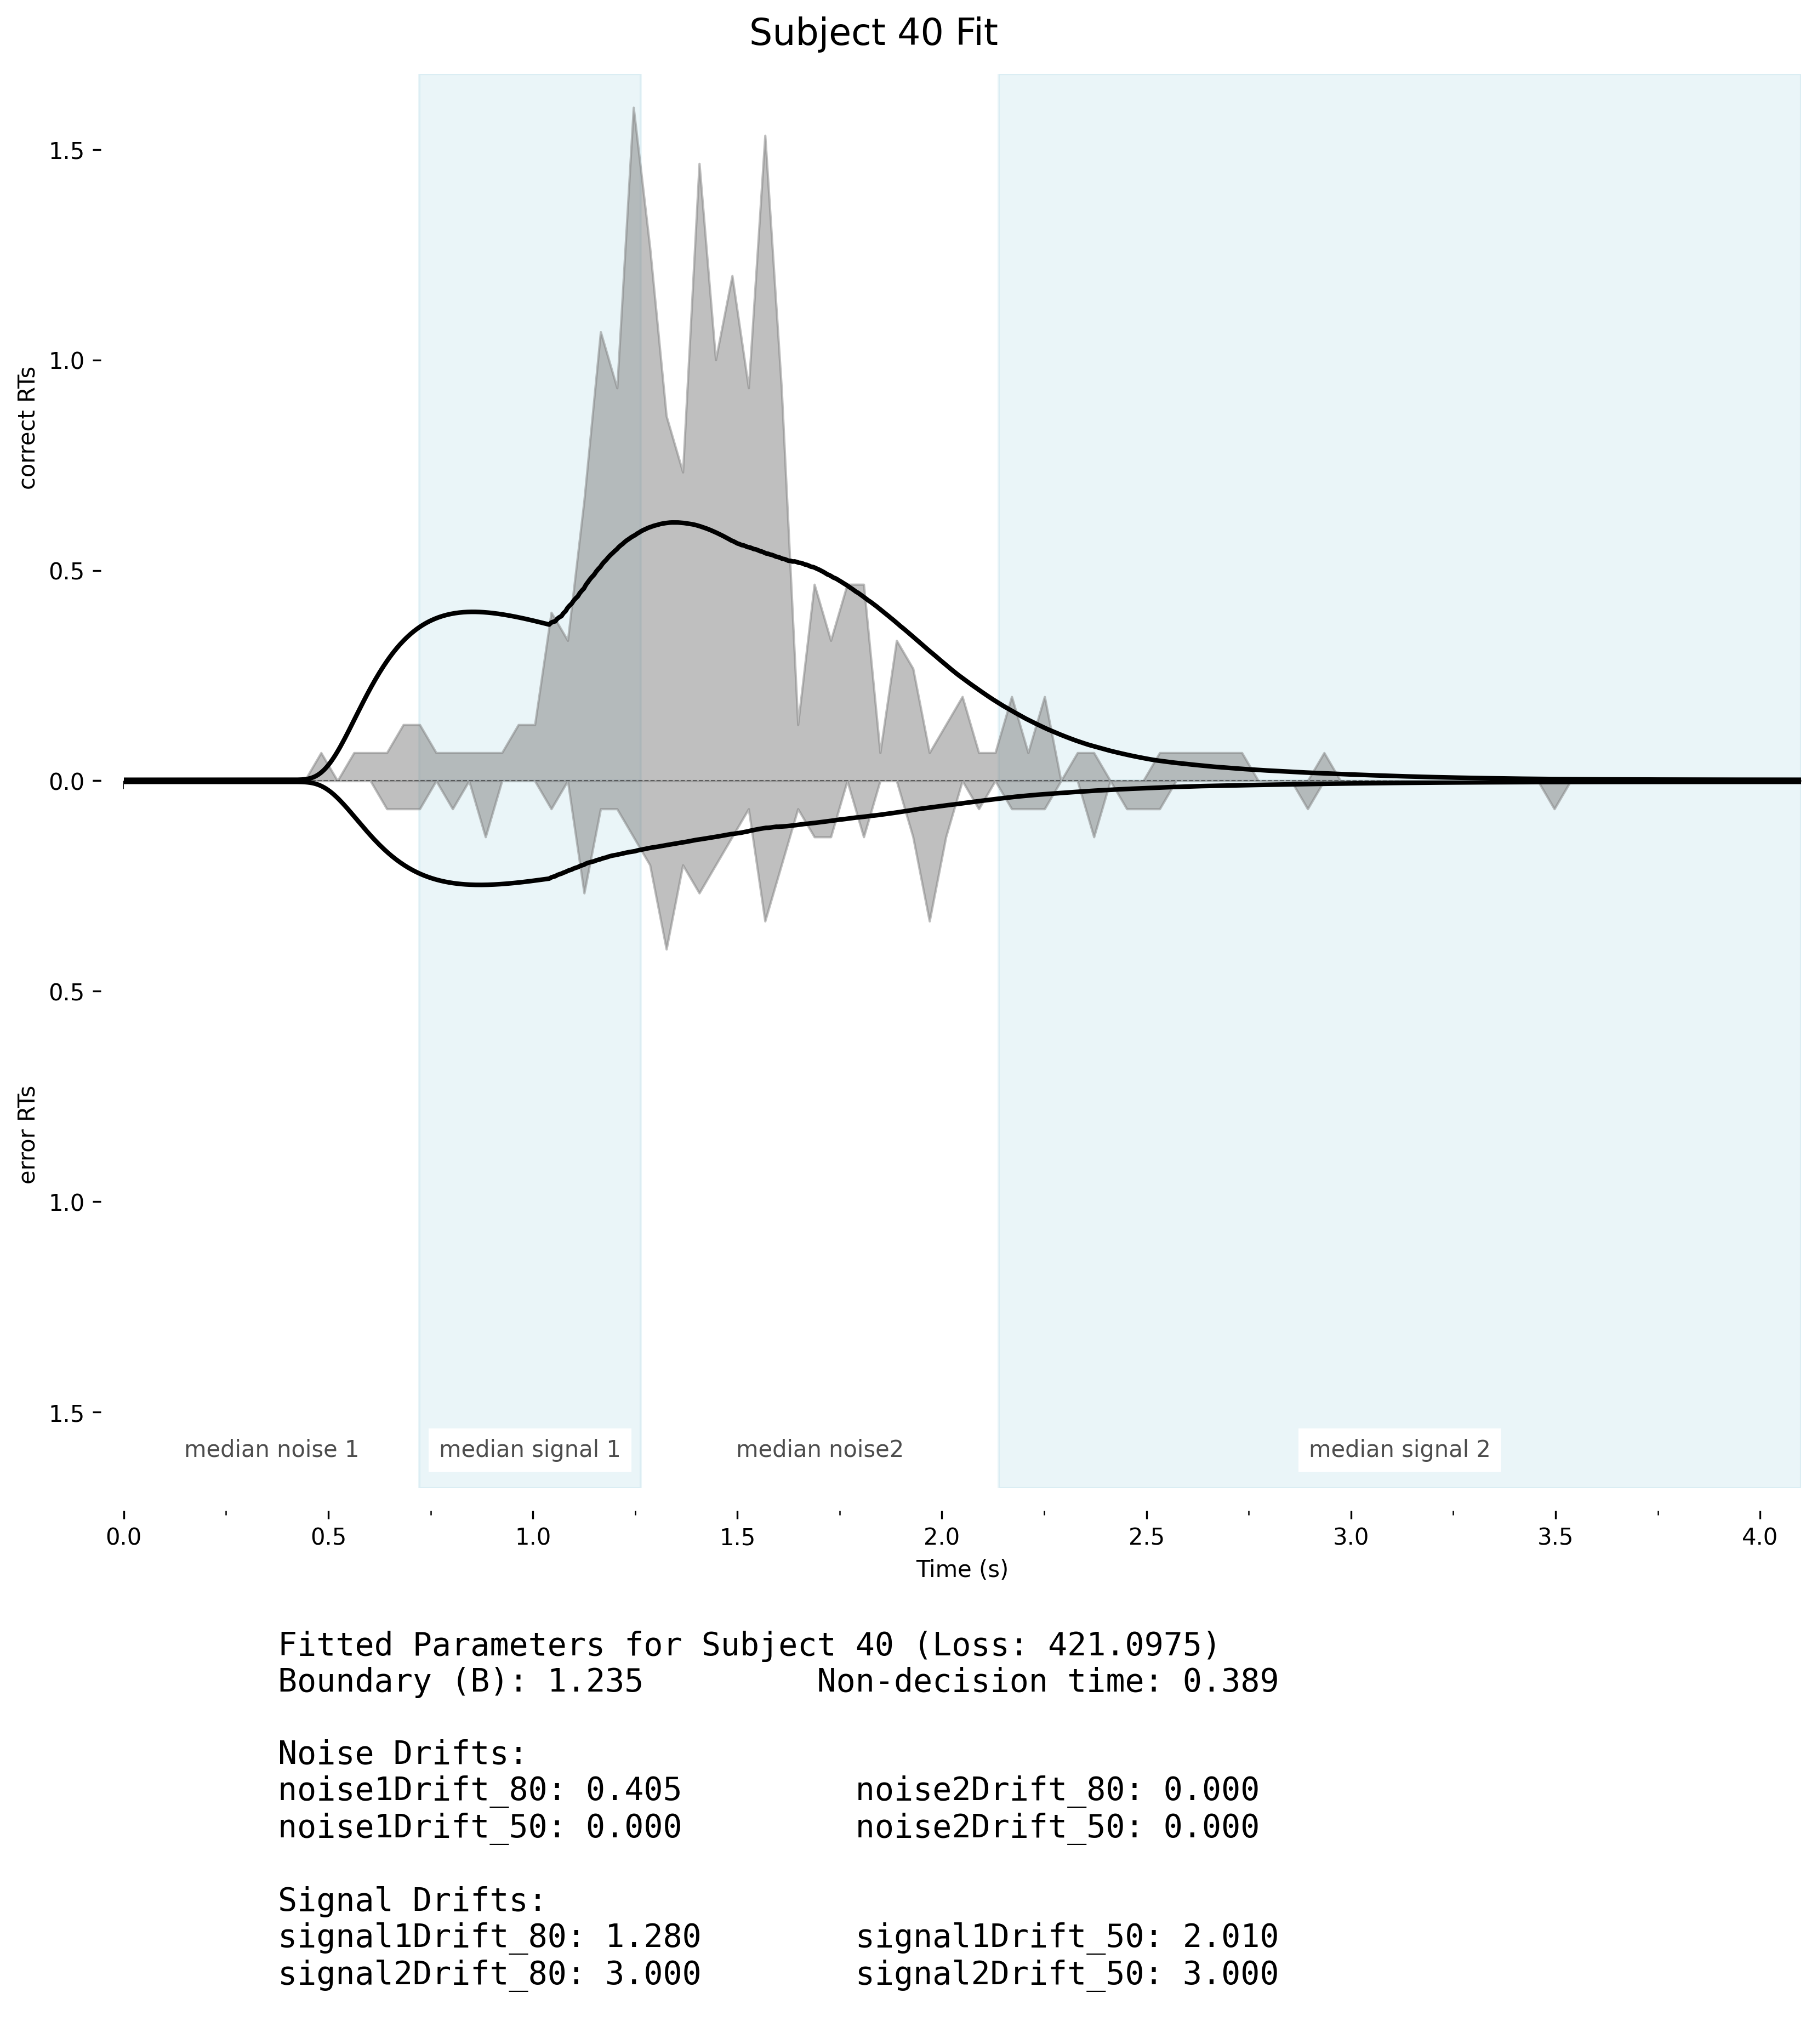 Subject 40 Fit
1.5
1.0
correct RTs
0.5
0.0
0.5
1.0
error RTs
1.5
median noise 1
median signal 1
median noise2
median signal 2
0.0
0.5
1.0
1.5
2.0
2.5
3.0
3.5
4.0
Time (s)
Fitted Parameters for Subject 40 (Loss: 421.0975)
Boundary (B): 1.235 Non-decision time: 0.389
Noise Drifts:
noise1Drift_80: 0.405 noise2Drift_80: 0.000
noise1Drift_50: 0.000 noise2Drift_50: 0.000
Signal Drifts:
signal1Drift_80: 1.280 signal1Drift_50: 2.010
signal2Drift_80: 3.000 signal2Drift_50: 3.000